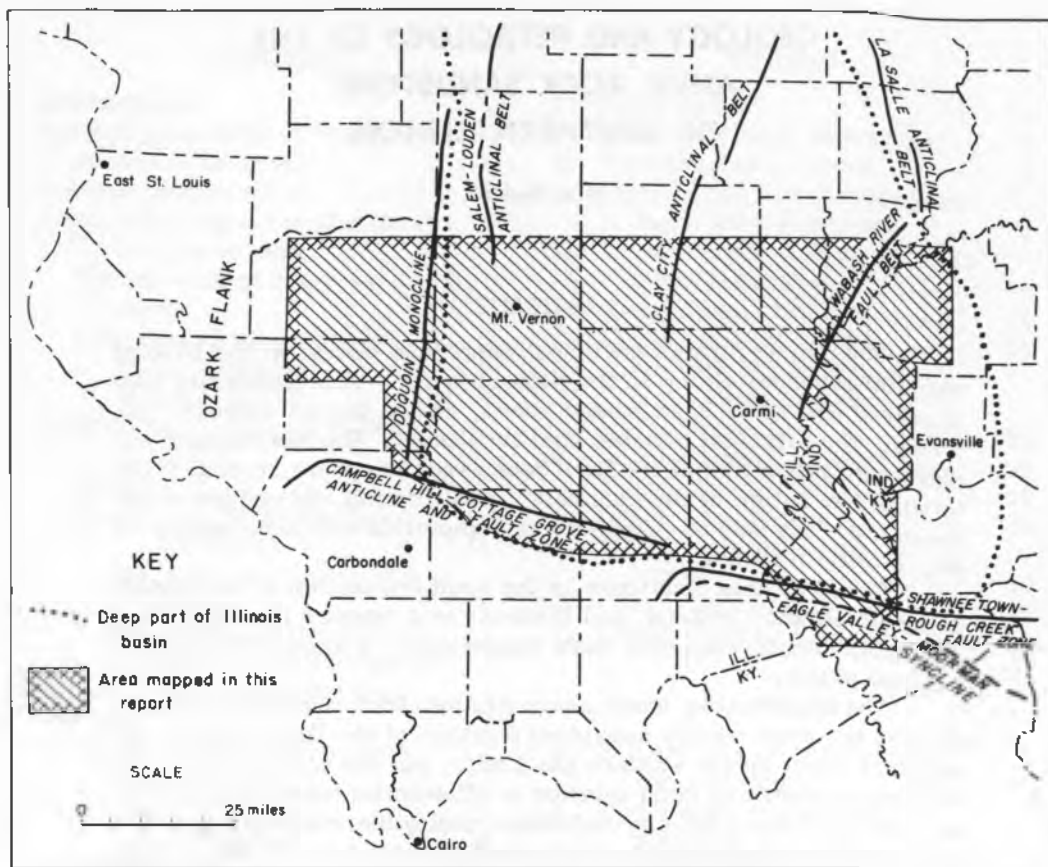 LA SALLE ANTICLINAL
BELT
SALEM-LOUDEN
ANTICLINAL BELT
CLAY CITY ANTICLINAL BELT
WABASH RIVER
FAULT BELT
East St. Louis
OZARK FLANK
DUQUOIN MONOCLINE
Mt. Vernon
Carmi
ILL.
IND
Evansville
IND.
KY.
CAMPBELL HILL-COTTAGE GROVE
ANTICLINE AND FAULT ZONE
Carbondale
SHAWNEETOWN-
ROUGH CREEK
FAULT ZONE
EAGLE VALLEY
MOORMAN
SYNCLINE
ILL.
KY.
KEY
Deep part of Illinois
basin
Area mapped in this
report
SCALE
0 25 miles
Cairo